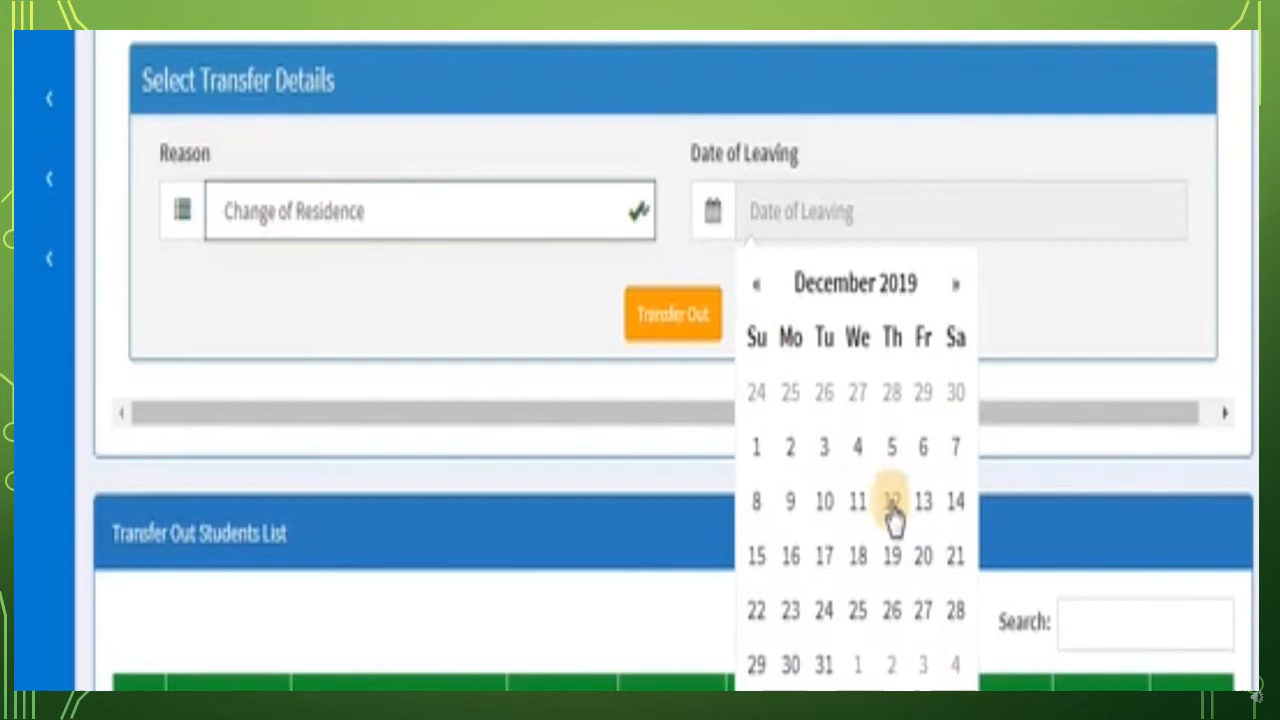 Select Transfer Details
Reason
Date of Leaving
Change of Residence
Date of Leaving
« December 2019 »
Transfer Out
Su Mo Tu We Th Fr Sa
24 25 26 27 28 29 30
1 2 3 4 5 6 7
8 9 10 11 12 13 14
Transfer Out Students List
15 16 17 18 19 20 21
22 23 24 25 26 27 28
Search:
29 30 31 1 2 3 4